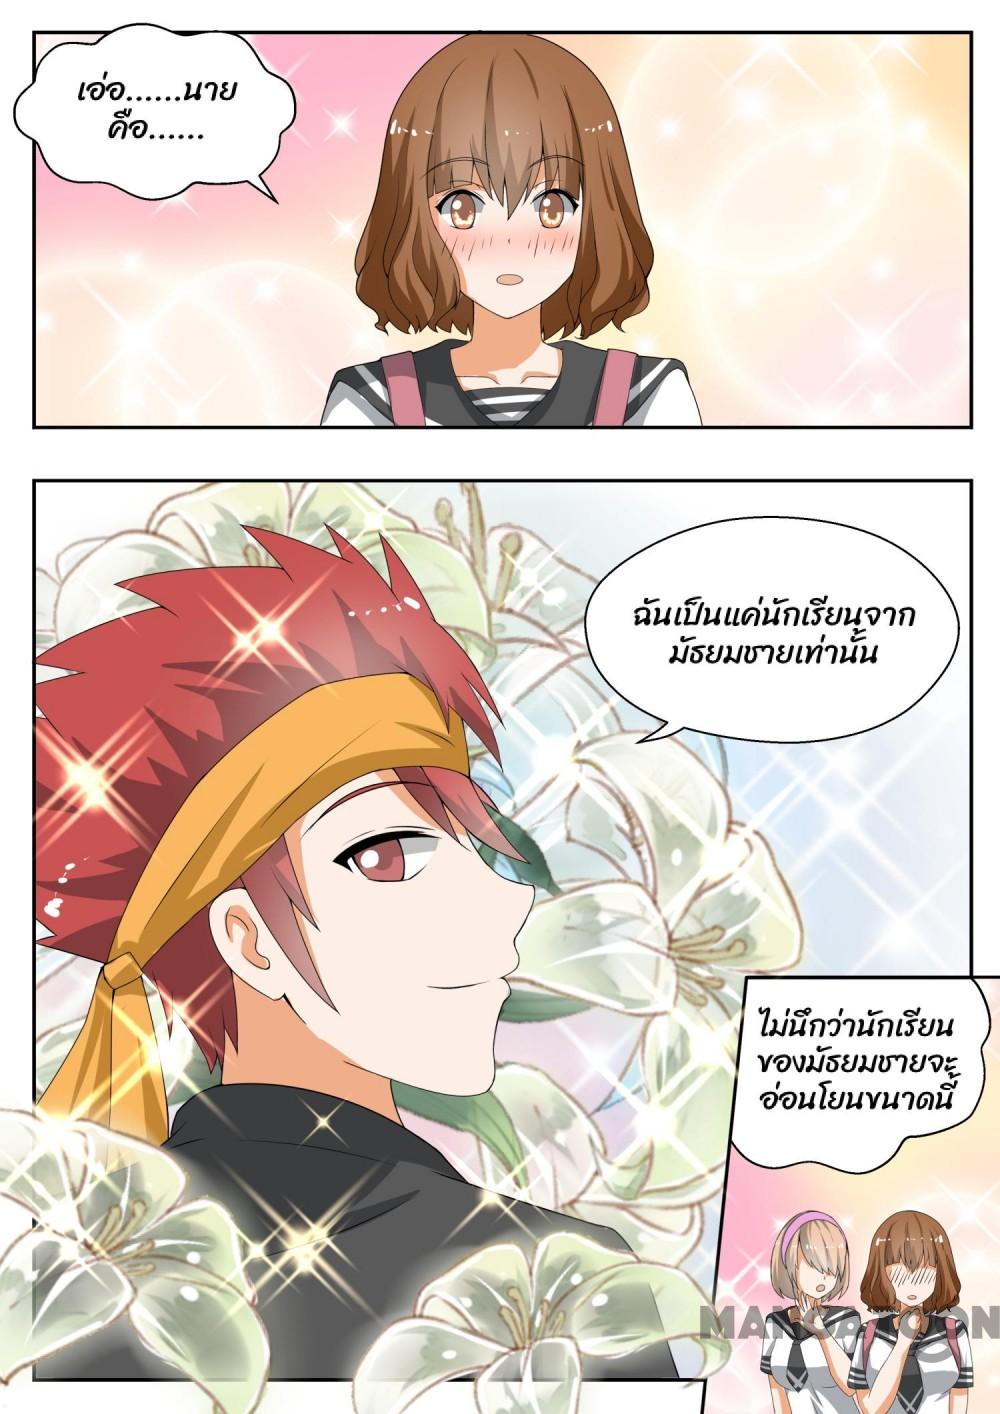 เอ่อ......นาย
คือ......
ฉันเป็นแค่นักเรียนจาก
มัธยมชายเท่านั้น
ไม่นึกว่านักเรียน
ของมัธยมชายจะ
อ่อนโยนขนาดนี้
MANGATOON